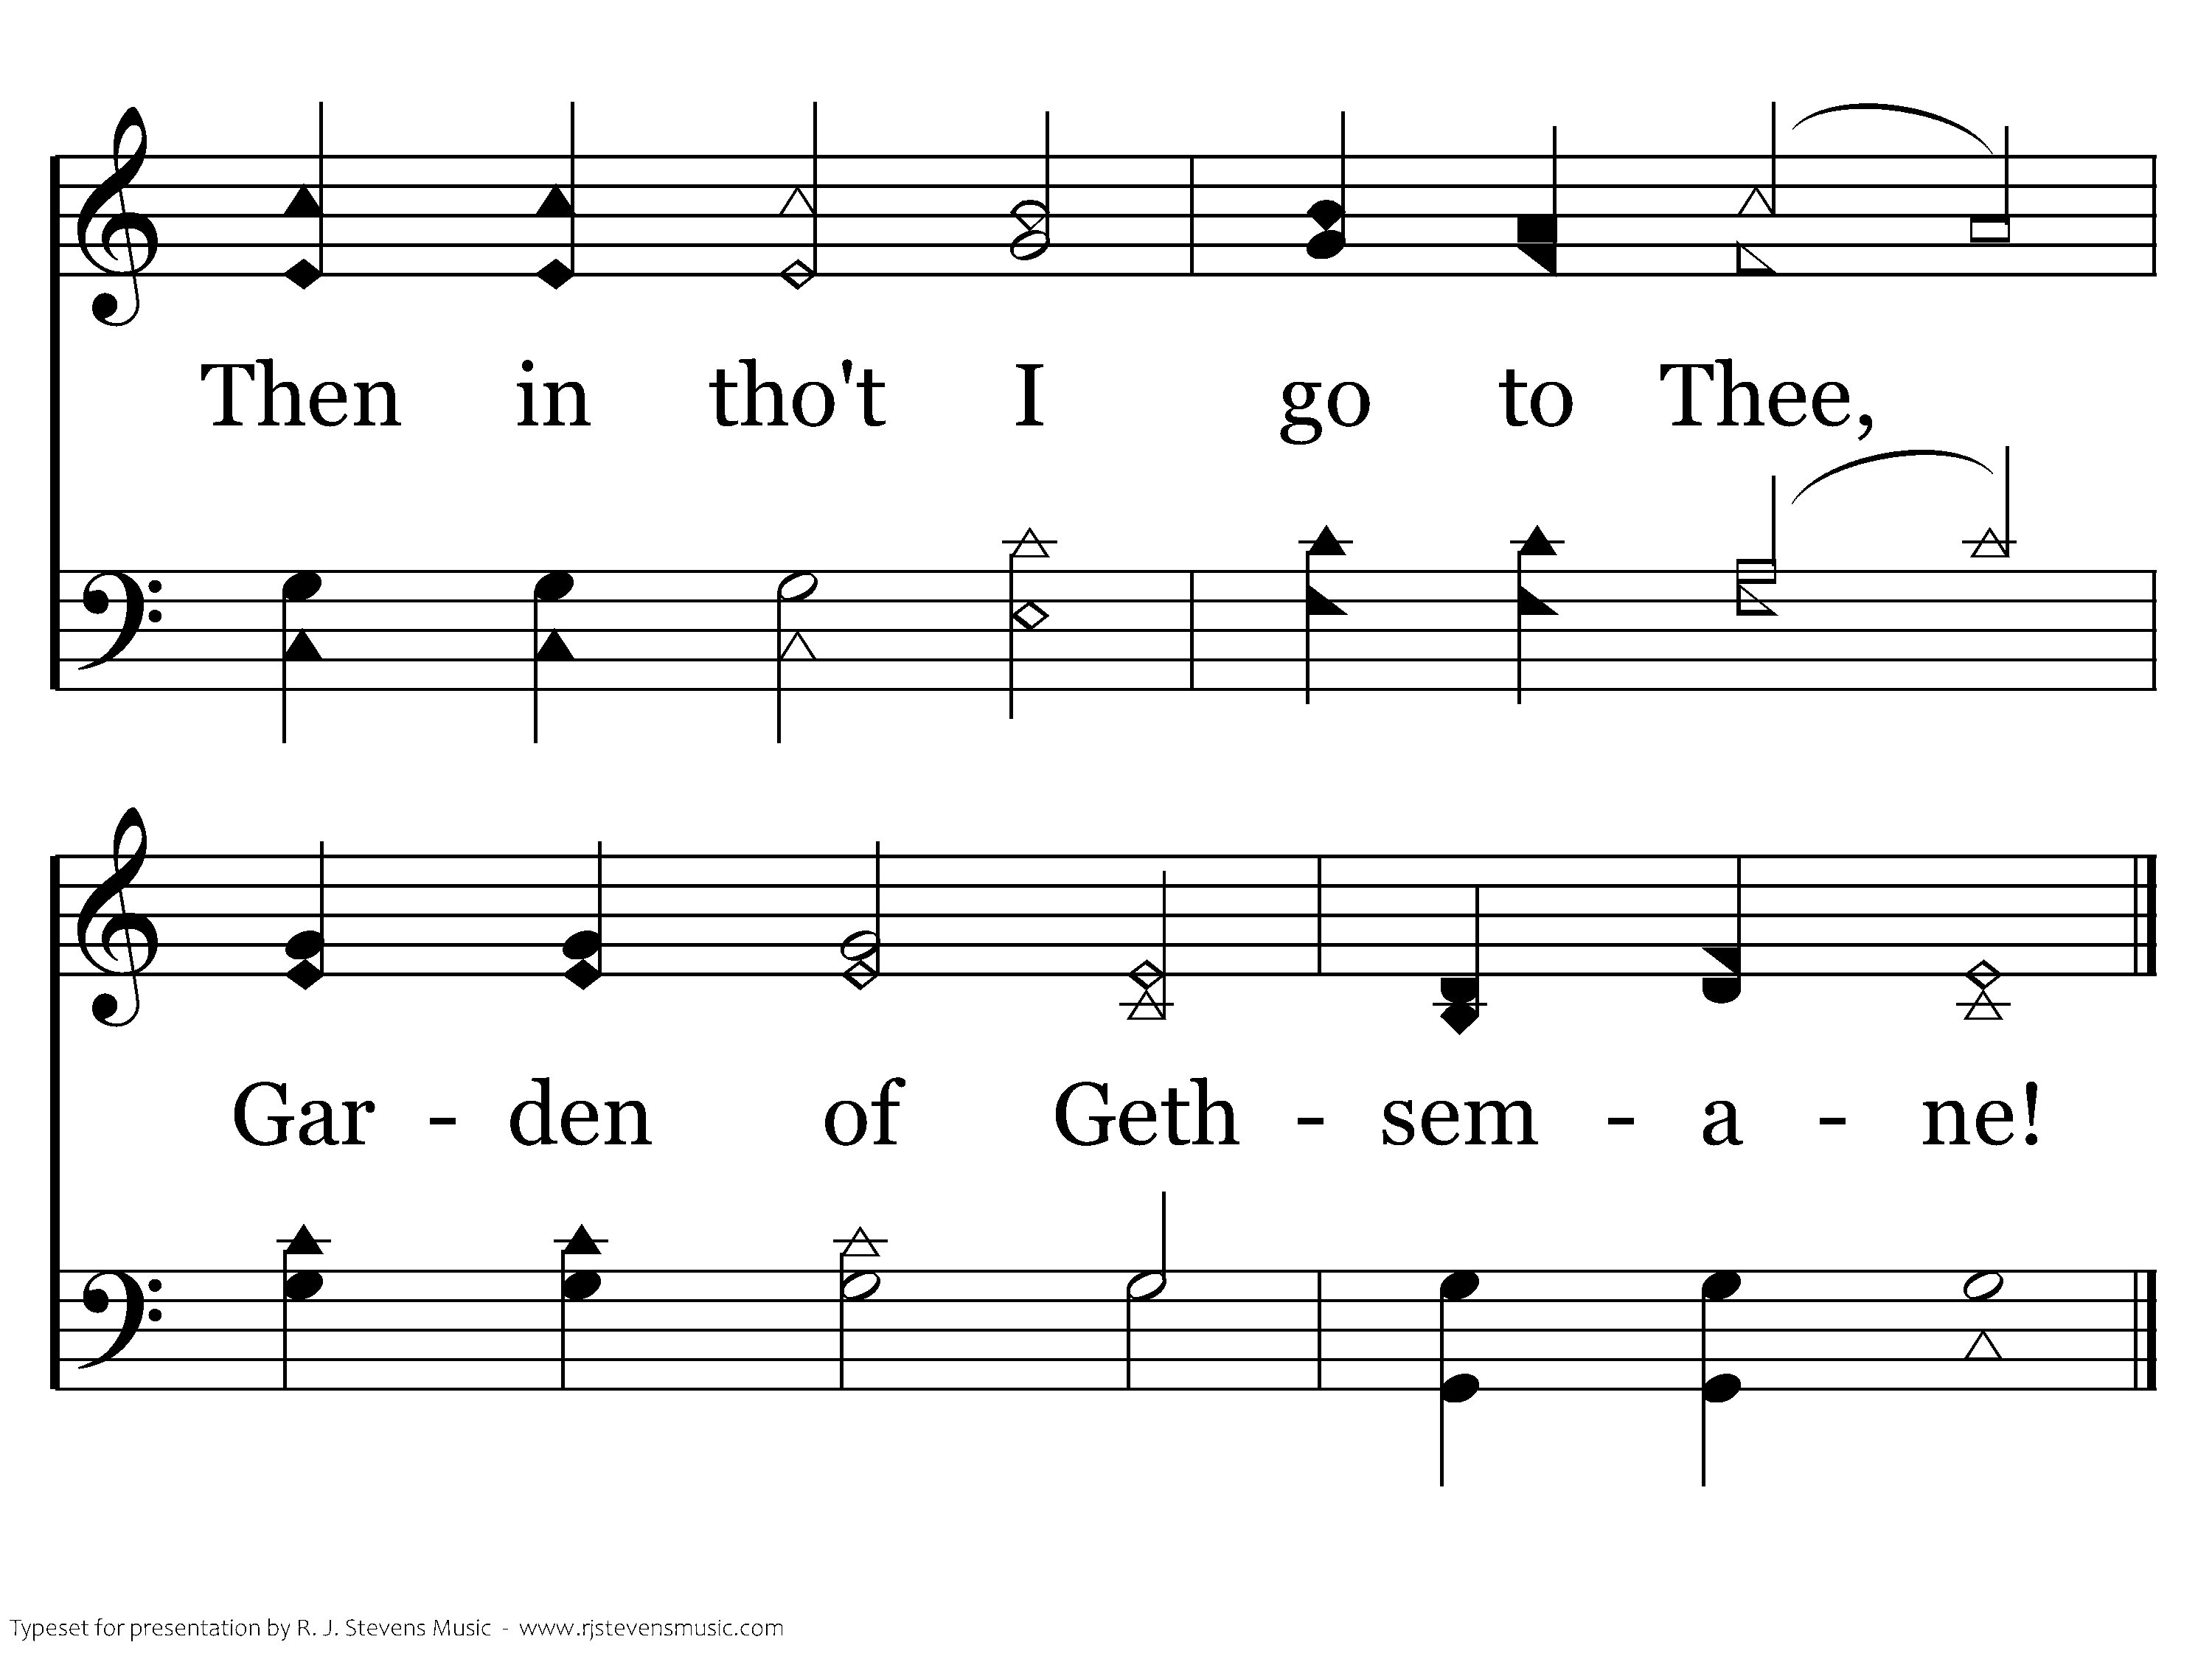 Then in tho't I go to Thee,
Gar - den of Geth - sem - a - ne!
Typeset for presentation by R. J. Stevens Music - www.rjstevensmusic.com